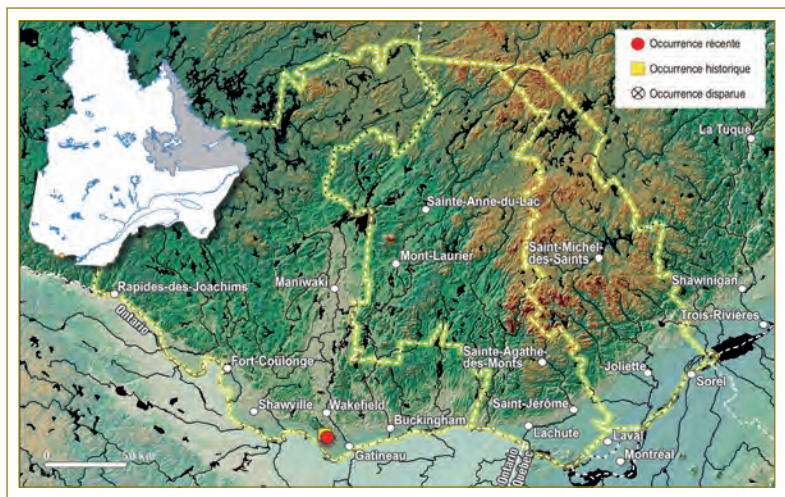 Occurrence récente
Occurrence historique
Occurrence disparue
La Tuque
Sainte-Anne-du-Lac
Mont-Laurier
Saint-Michel-
des-Saints
Maniwaki
Rapides-des-Joachims
Shawinigan
Ontario
Trois-Rivières
Fort-Coulonge
Sainte-Agathe-
des-Monts
Joliette
Sorel
Shawville
Wakefield
Buckingham
Saint-Jérôme
Lachute
Laval
Gatineau
Montréal
Ontario
Québec
0
50 km